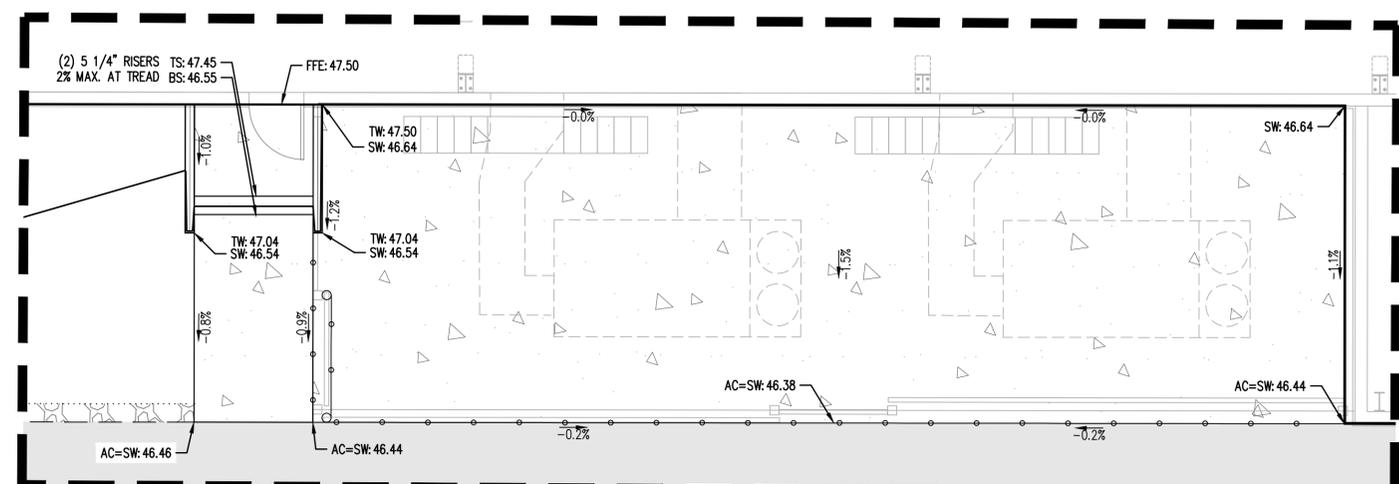 (2) 5 1/4" RISERS TS: 47.45
2% MAX. AT TREAD BS: 46.55
FFE: 47.50
-0.0%
-0.0%
TW: 47.50
SW: 46.64
SW: 46.64
-1.0%
-1.2%
TW: 47.04
SW: 46.54
TW: 47.04
SW: 46.54
-1.5%
-1.1%
-0.8%
-0.9%
AC=SW: 46.38
AC=SW: 46.44
-0.2%
-0.2%
AC=SW: 46.46
AC=SW: 46.44